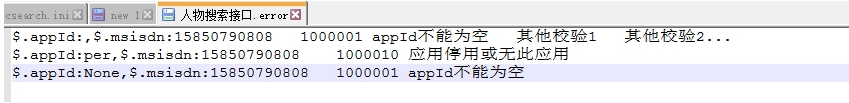 csearch.ini new 1 人物搜索接口.error
$.appId:,$.msisdn:15850790808 1000001 appId不能为空 其他校验1 其他校验2...
$.appId:per,$.msisdn:15850790808 1000010 应用停用或无此应用
$.appId:None,$.msisdn:15850790808 1000001 appId不能为空